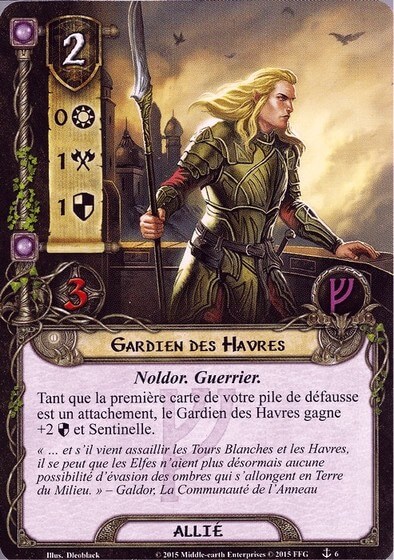 2
0
1
1
3
Gardien des Havres
Noldor. Guerrier.
Tant que la première carte de votre pile de défausse
est un attachement, le Gardien des Havres gagne
+2 et Sentinelle.
« ... et s'il vient assaillir les Tours Blanches et les Havres,
il se peut que les Elfes n'aient plus désormais aucune
possibilité d'évasion des ombres qui s'allongent en Terre
du Milieu. » – Galdor, La Communauté de l'Anneau
Allié
Illus. Dleoblack © 2015 Middle-earth Enterprises © 2015 FFG 6